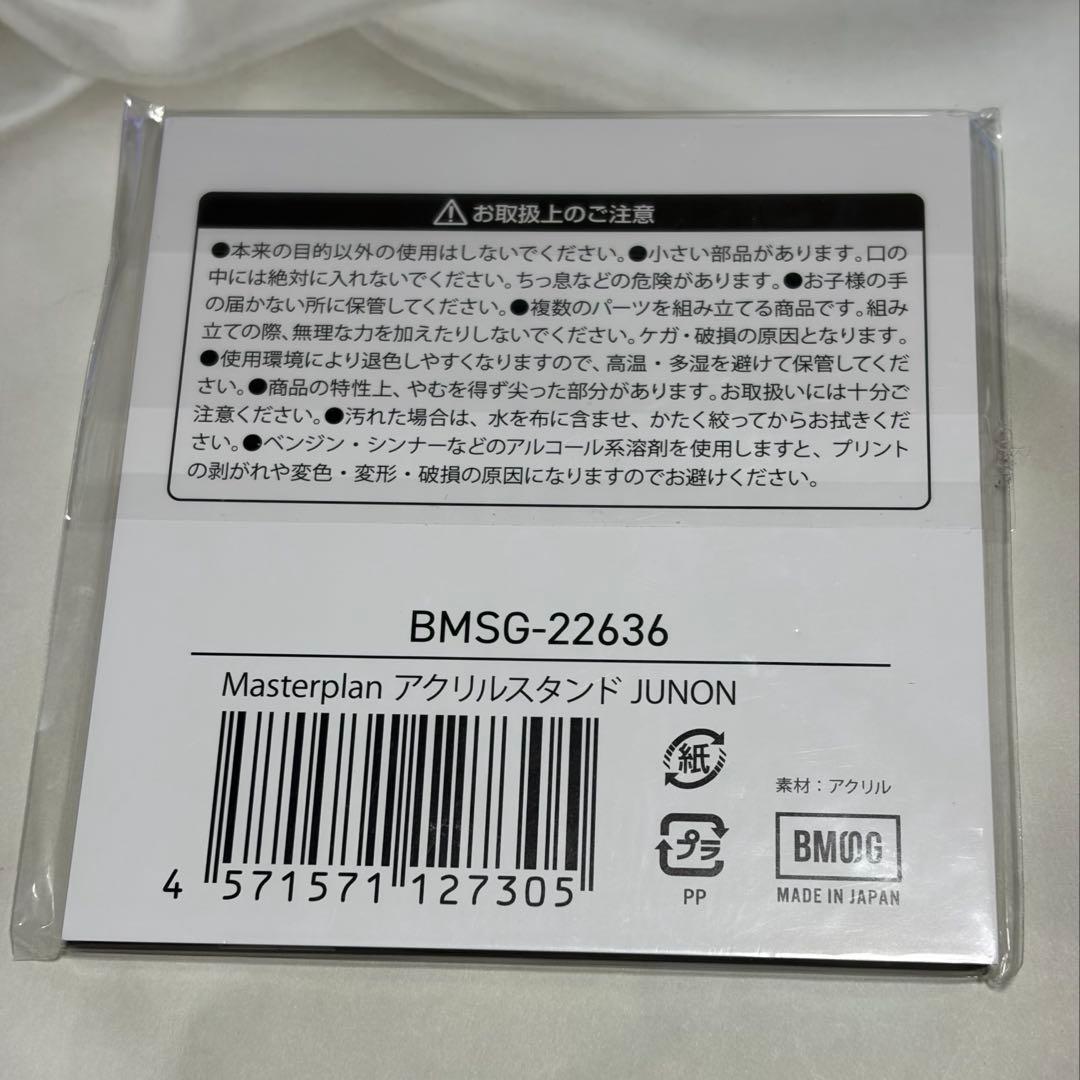 ⚠お取扱上のご注意
●本来の目的以外の使用はしないでください。●小さい部品があります。口の
中には絶対に入れないでください。ちっ息などの危険があります。●お子様の手
の届かない所に保管してください。●複数のパーツを組み立てる商品です。組み
立ての際、無理な力を加えたりしないでください。ケガ・破損の原因となります。
●使用環境により退色しやすくなりますので、高温・多湿を避けて保管してくだ
さい。●商品の特性上、やむを得ず尖った部分があります。お取扱いには十分ご
注意ください。●汚れた場合は、水を布に含ませ、かたく絞ってからお拭きくだ
さい。●ベンジン・シンナーなどのアルコール系溶剤を使用しますと、プリント
の剥がれや変色・変形・破損の原因になりますのでお避けください。
BMSG-22636
Masterplan アクリルスタンド JUNON
4 571571 127305
紙
プラ
PP
素材：アクリル
BMSG
MADE IN JAPAN